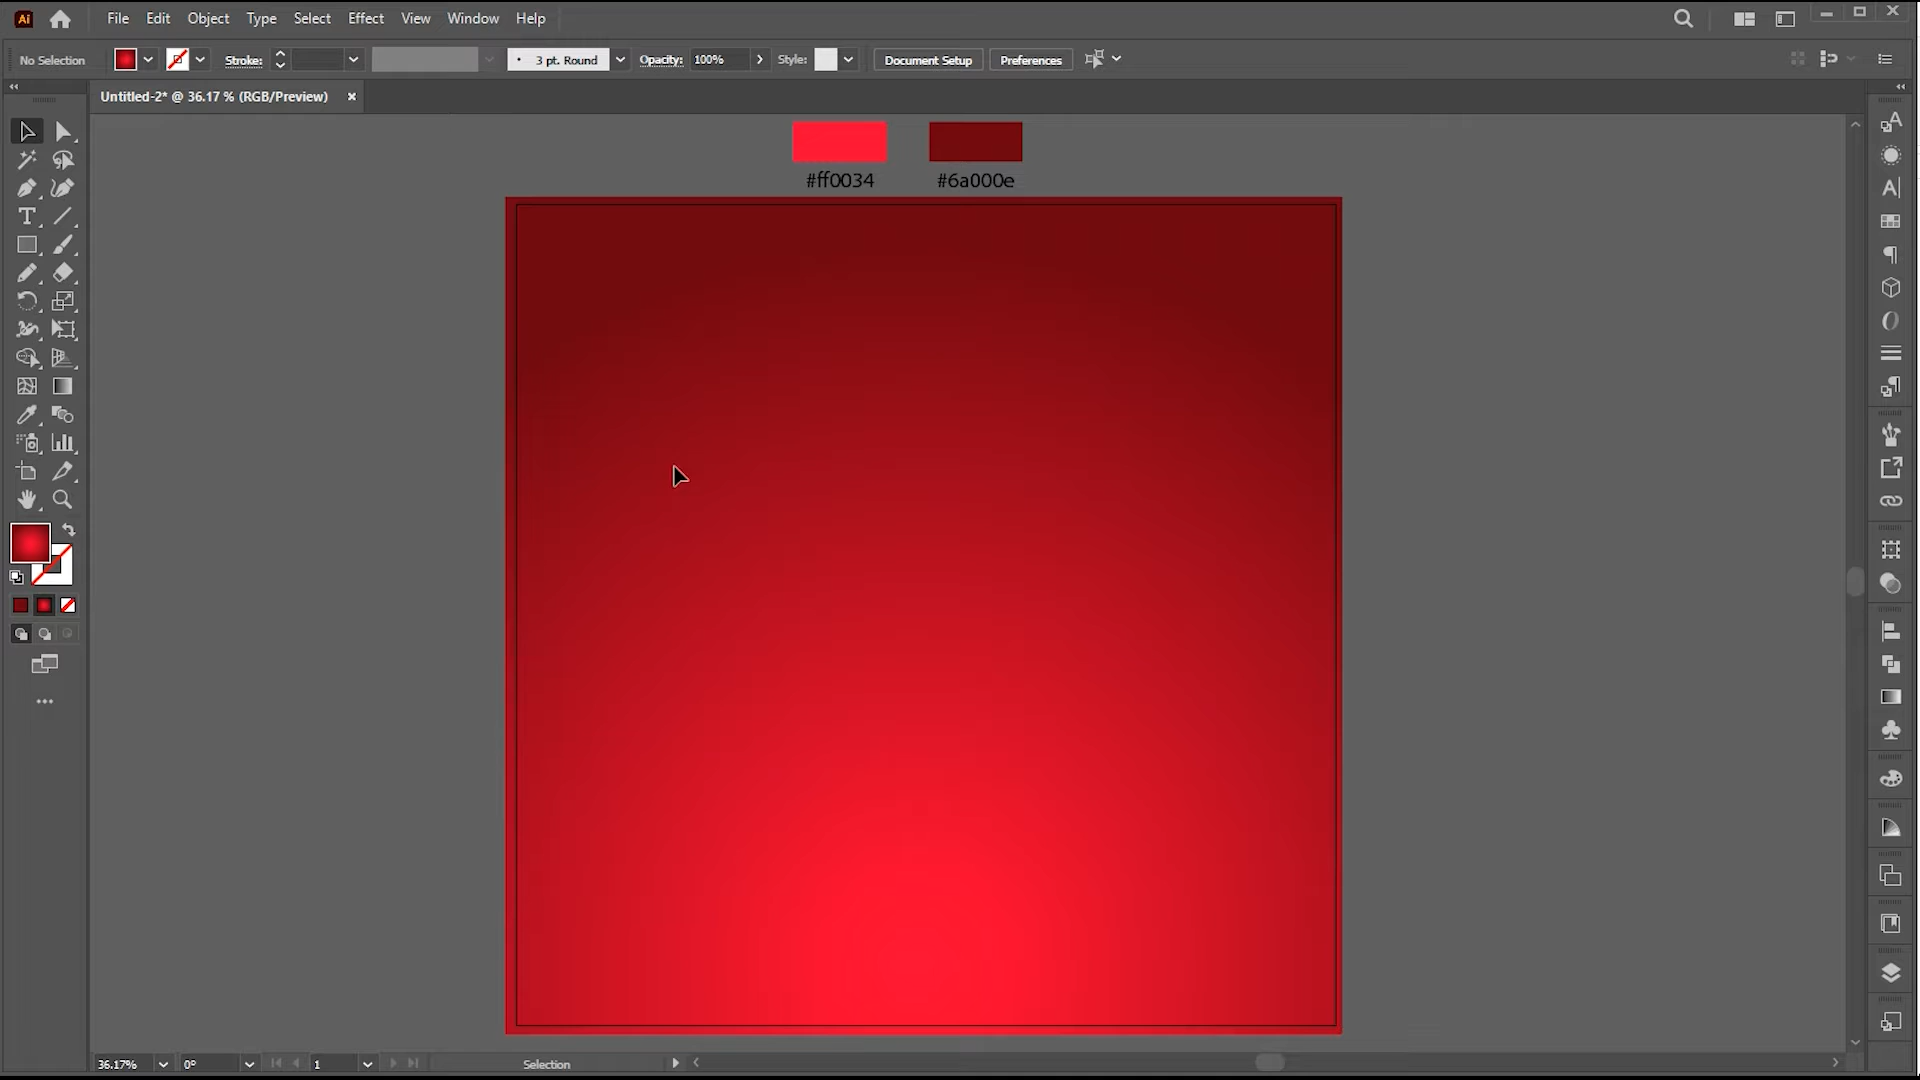 Ai File Edit Object Type Select Effect View Window Help
No Selection Stroke: 3 pt. Round Opacity: 100% Style: Document Setup Preferences
Untitled-2* @ 36.17 % (RGB/Preview) ×
#ff0034 #6a000e
36.17% 0° 1 Selection